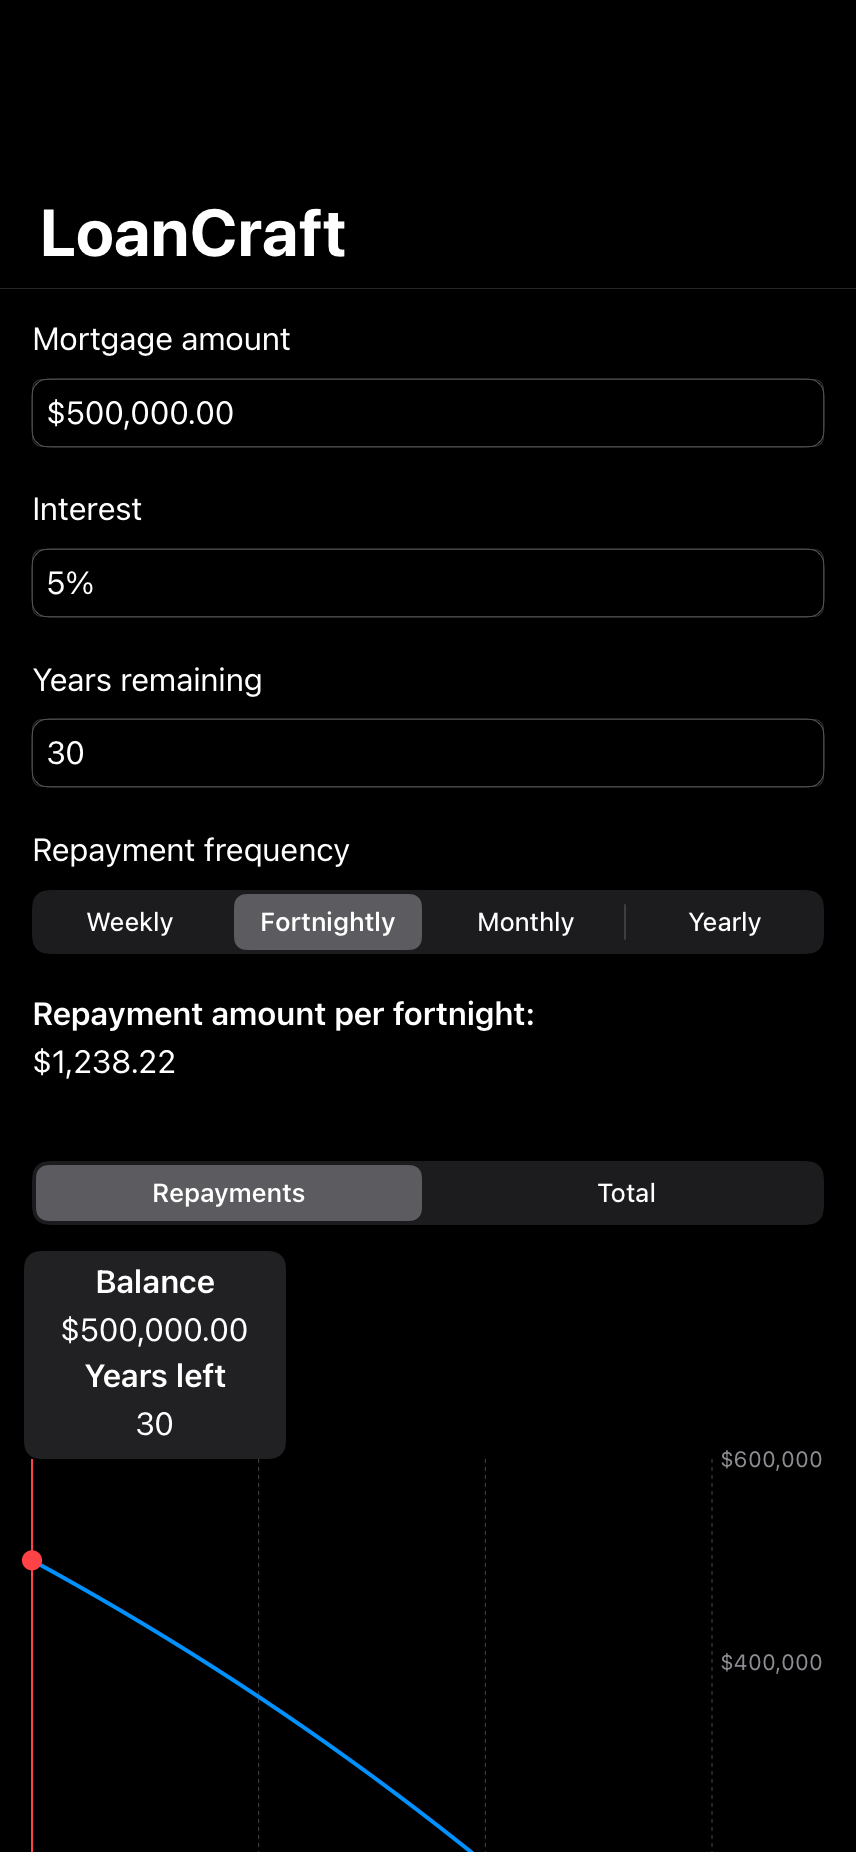 LoanCraft
Mortgage amount
$500,000.00
Interest
5%
Years remaining
30
Repayment frequency
Weekly Fortnightly Monthly Yearly
Repayment amount per fortnight:
$1,238.22
Repayments Total
Balance
$500,000.00
Years left
30
$600,000
$400,000